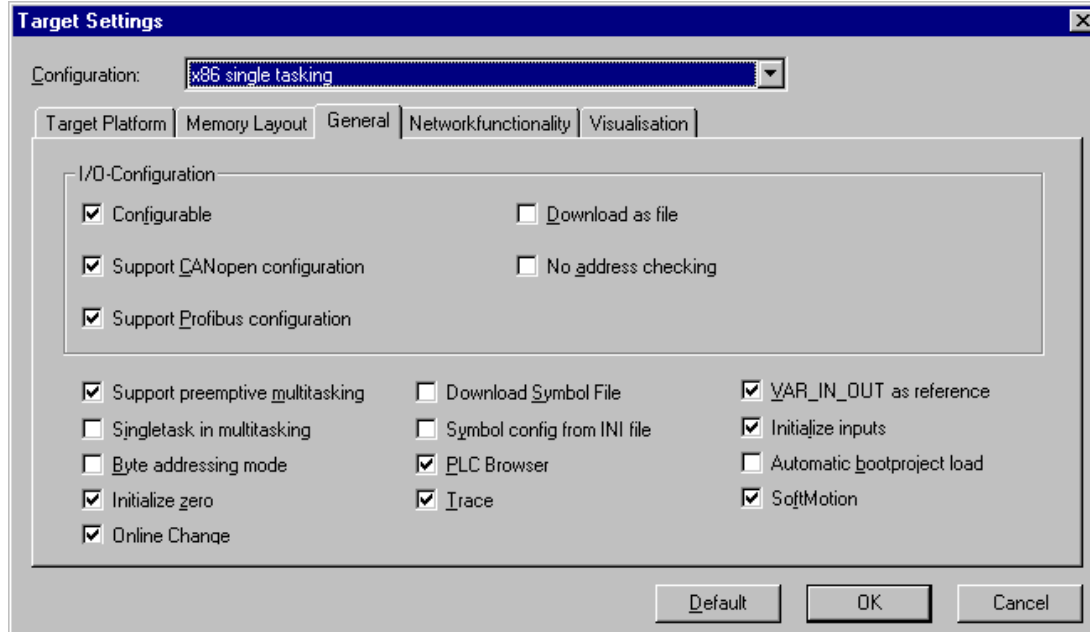 Target Settings
Configuration: x86 single tasking
Target Platform Memory Layout General Networkfunctionality Visualisation
I/O-Configuration
Configurable Download as file
Support CANopen configuration No address checking
Support Profibus configuration
Support preemptive multitasking Download Symbol File VAR_IN_OUT as reference
Singletask in multitasking Symbol config from INI file Initialize inputs
Byte addressing mode PLC Browser Automatic bootproject load
Initialize zero Trace SoftMotion
Online Change
Default OK Cancel